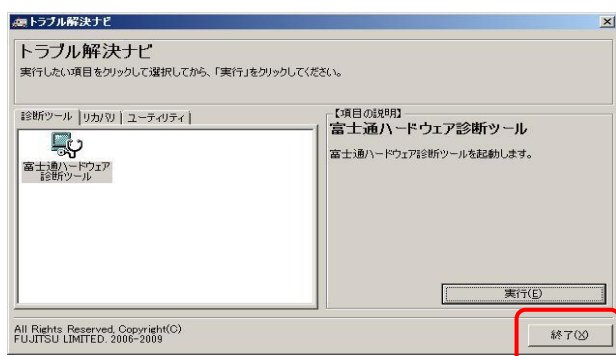 トラブル解決ナビ
トラブル解決ナビ
実行したい項目をクリックして選択してから、「実行」をクリックしてください。
診断ツール
リカバリ
ユーティリティ
富士通ハードウェア
診断ツール
【項目の説明】
富士通ハードウェア診断ツール
富士通ハードウェア診断ツールを起動します。
実行(E)
All Rights Reserved, Copyright(C)
FUJITSU LIMITED. 2006-2009
終了(X)